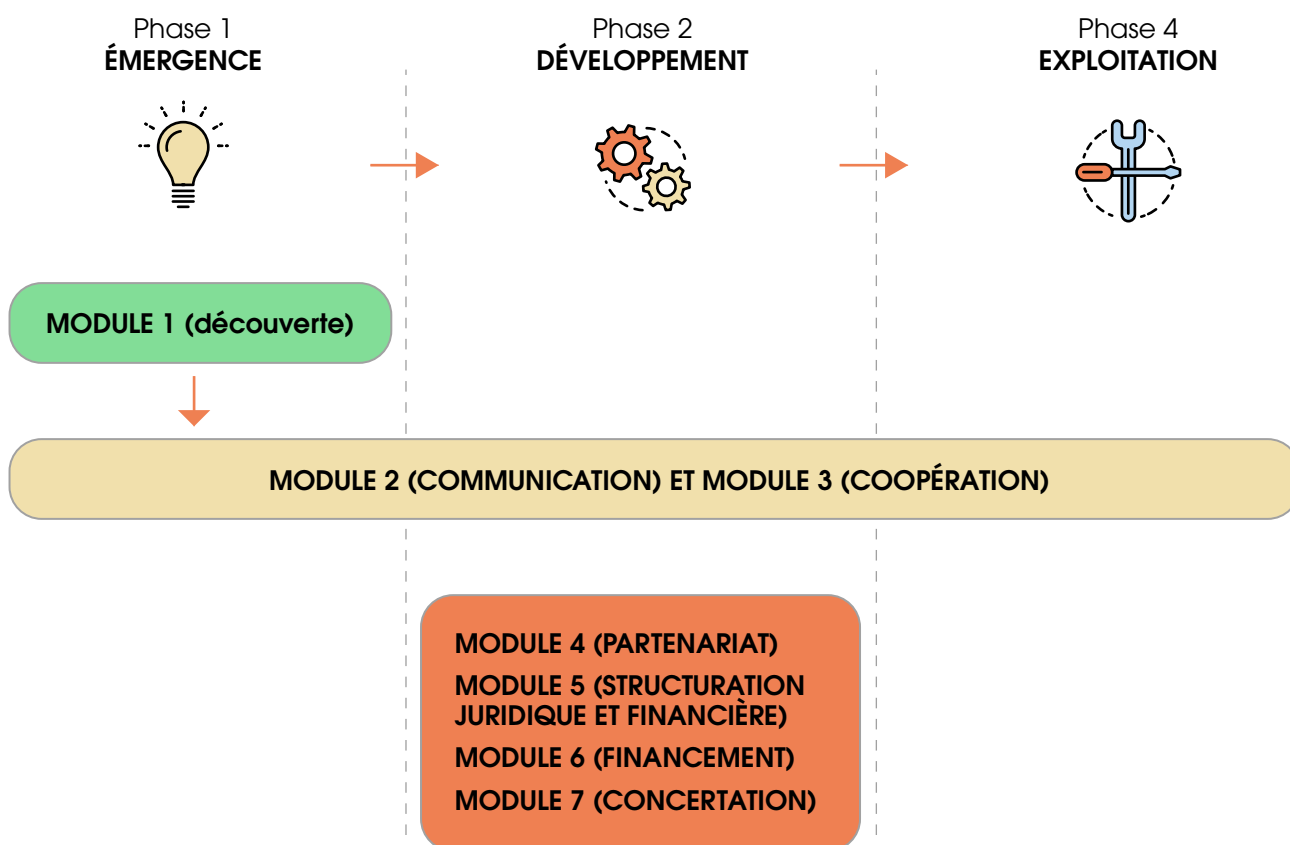 Phase 1
ÉMERGENCE
Phase 2
DÉVELOPPEMENT
Phase 4
EXPLOITATION
MODULE 1 (découverte)
MODULE 2 (COMMUNICATION) ET MODULE 3 (COOPÉRATION)
MODULE 4 (PARTENARIAT)
MODULE 5 (STRUCTURATION
JURIDIQUE ET FINANCIÈRE)
MODULE 6 (FINANCEMENT)
MODULE 7 (CONCERTATION)